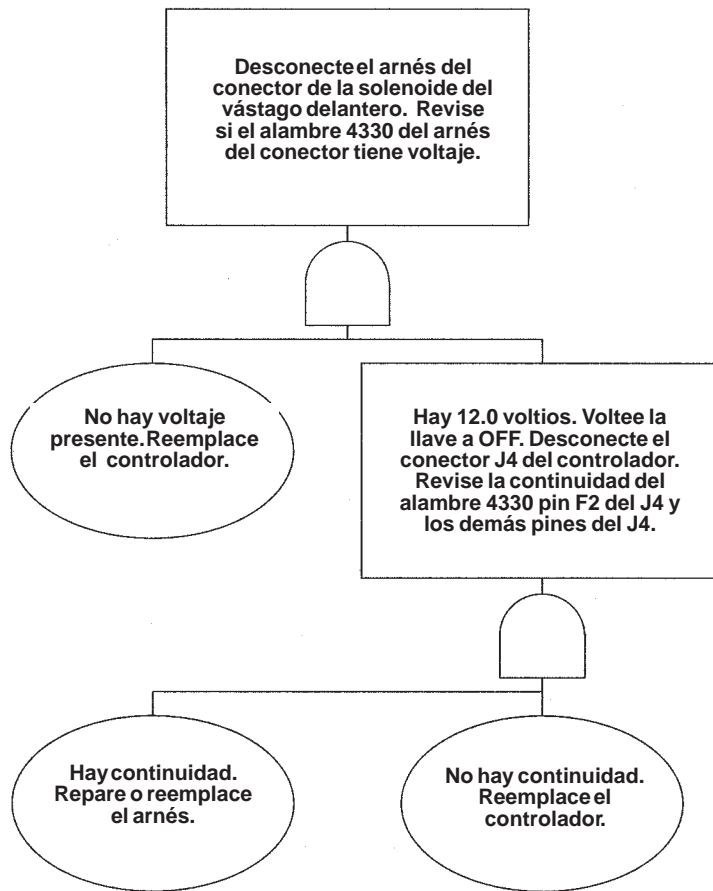 Desconecte el arnés del
conector de la solenoide del
vástago delantero. Revise
si el alambre 4330 del arnés
del conector tiene voltaje.
No hay voltaje
presente. Reemplace
el controlador.
Hay 12.0 voltios. Voltee la
llave a OFF. Desconecte el
conector J4 del controlador.
Revise la continuidad del
alambre 4330 pin F2 del J4 y
los demás pines del J4.
Hay continuidad.
Repare o reemplace
el arnés.
No hay continuidad.
Reemplace el
controlador.